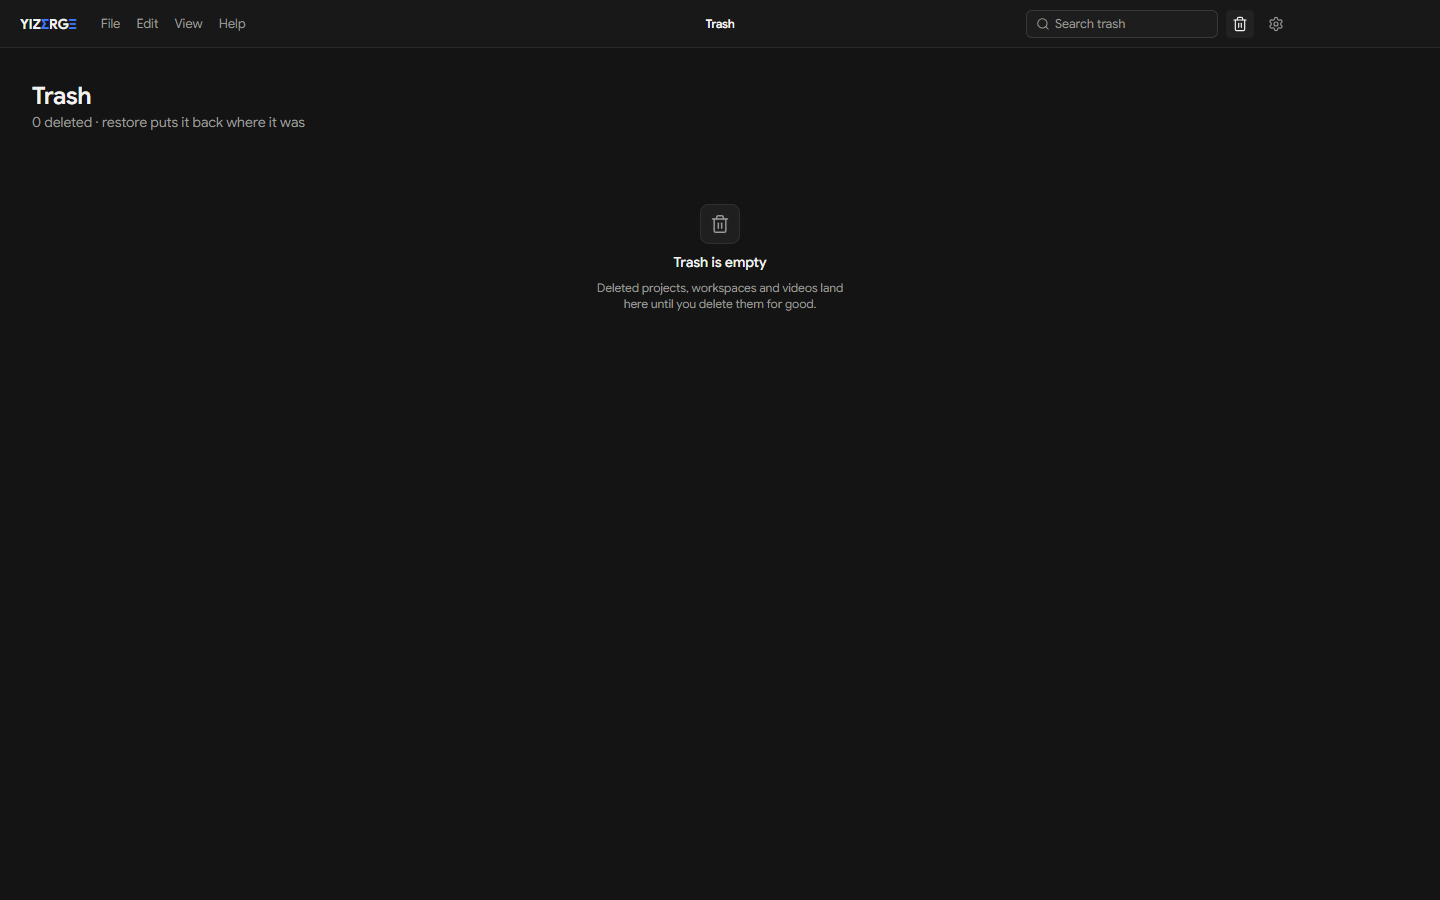 YIZΣRGE File Edit View Help Trash Search trash
Trash
0 deleted · restore puts it back where it was
Trash is empty
Deleted projects, workspaces and videos land
here until you delete them for good.